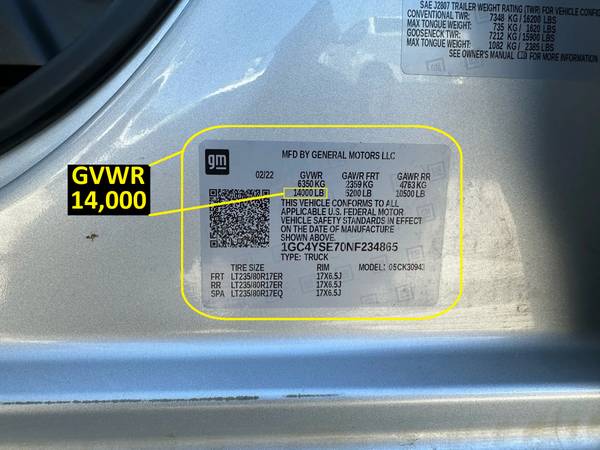 SAE J2807 TRAILER WEIGHT RATING (TWR) FOR VEHICLE CONFIG
CONVENTIONAL TWR: 7348 KG / 16200 LBS
MAX TONGUE: 735 KG / 1620 LBS
GOOSENECK TWR: 7212 KG / 15900 LBS
MAX TONGUE: 1082 KG / 2385 LBS
SEE OWNER'S MANUAL FOR MORE INFORMATION
gm
MFD BY GENERAL MOTORS LLC
02/22 GVWR GAWR FRT GAWR RR
6350 KG 2359 KG 4763 KG
14000 LB 5200 LB 10500 LB
THIS VEHICLE CONFORMS TO ALL
APPLICABLE U.S. FEDERAL MOTOR
VEHICLE SAFETY STANDARDS IN EFFECT
ON THE DATE OF MANUFACTURE.
1GC4YSE70NF234865
TYPE: TRUCK
TIRE SIZE RIM MODEL: 05CK30943
FRT LT235/80R17ER 17X6.5J
RR LT235/80R17ER 17X6.5J
SPA LT235/80R17EQ 17X6.5J
GVWR
14,000